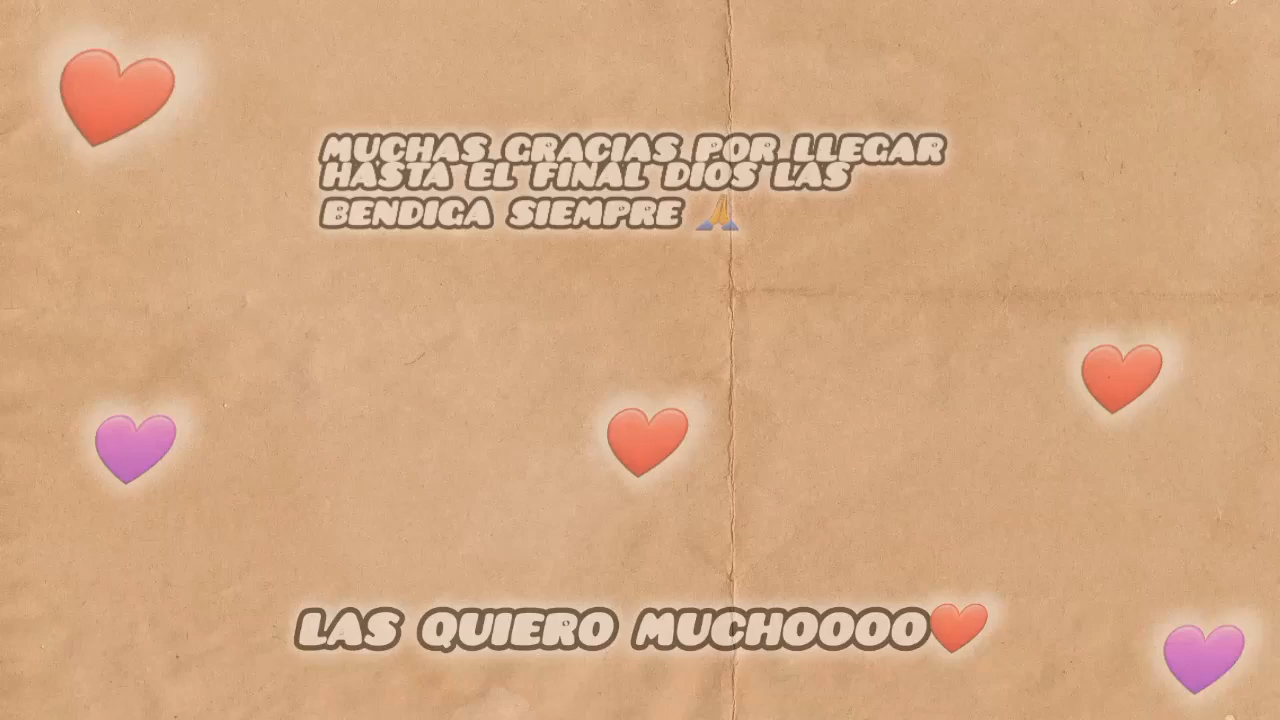 MUCHAS GRACIAS POR LLEGAR
HASTA EL FINAL DIOS LAS
BENDIGA SIEMPRE 🙏
LAS QUIERO MUCHOOOO❤️